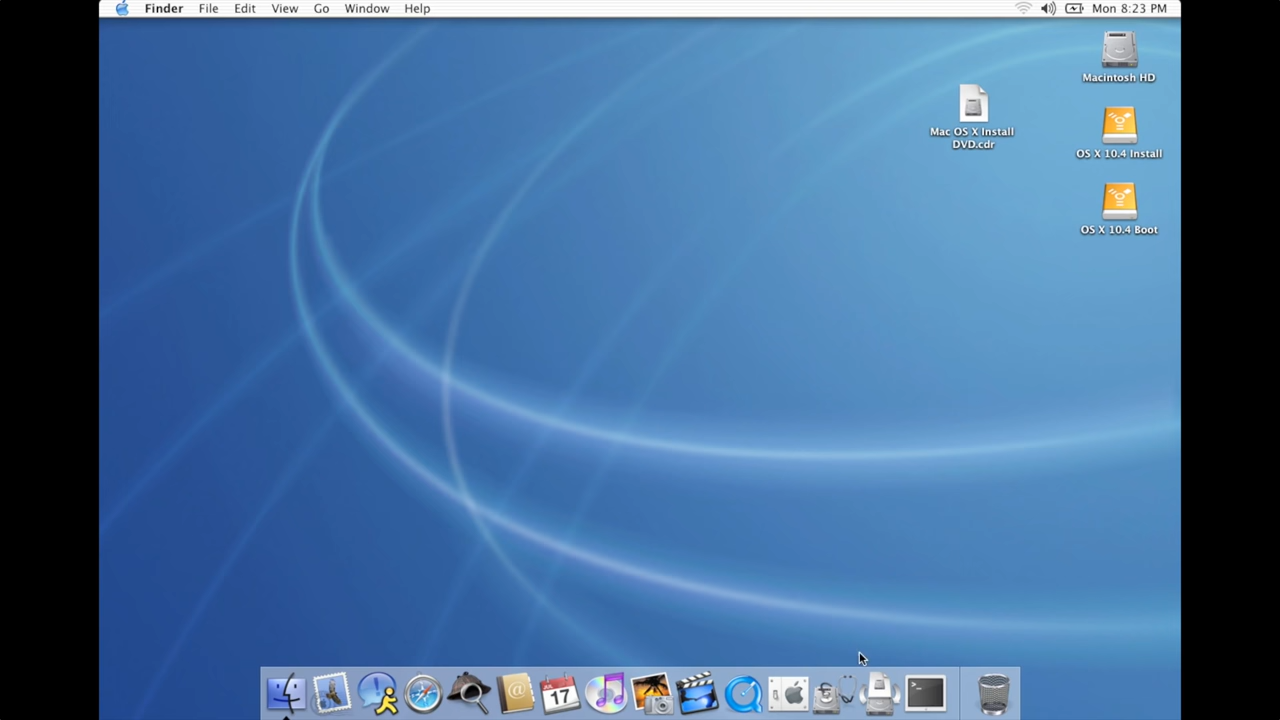 Finder File Edit View Go Window Help Mon 8:23 PM
Macintosh HD
Mac OS X Install
DVD.cdr
OS X 10.4 Install
OS X 10.4 Boot
@
17
>_